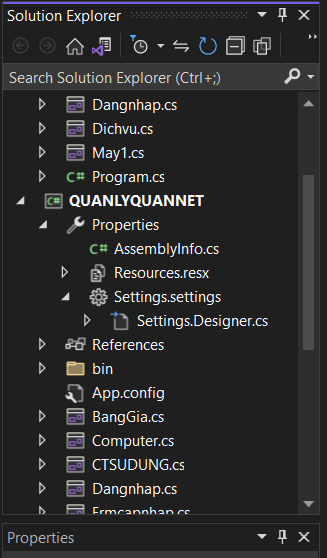 Solution Explorer
Search Solution Explorer (Ctrl+;)
Dangnhap.cs
Dichvu.cs
May1.cs
C# Program.cs
QUANLYQUANNET
Properties
C# AssemblyInfo.cs
Resources.resx
Settings.settings
Settings.Designer.cs
References
bin
App.config
BangGia.cs
Computer.cs
CTSUDUNG.cs
Dangnhap.cs
Frmcapnhap.cs
Properties